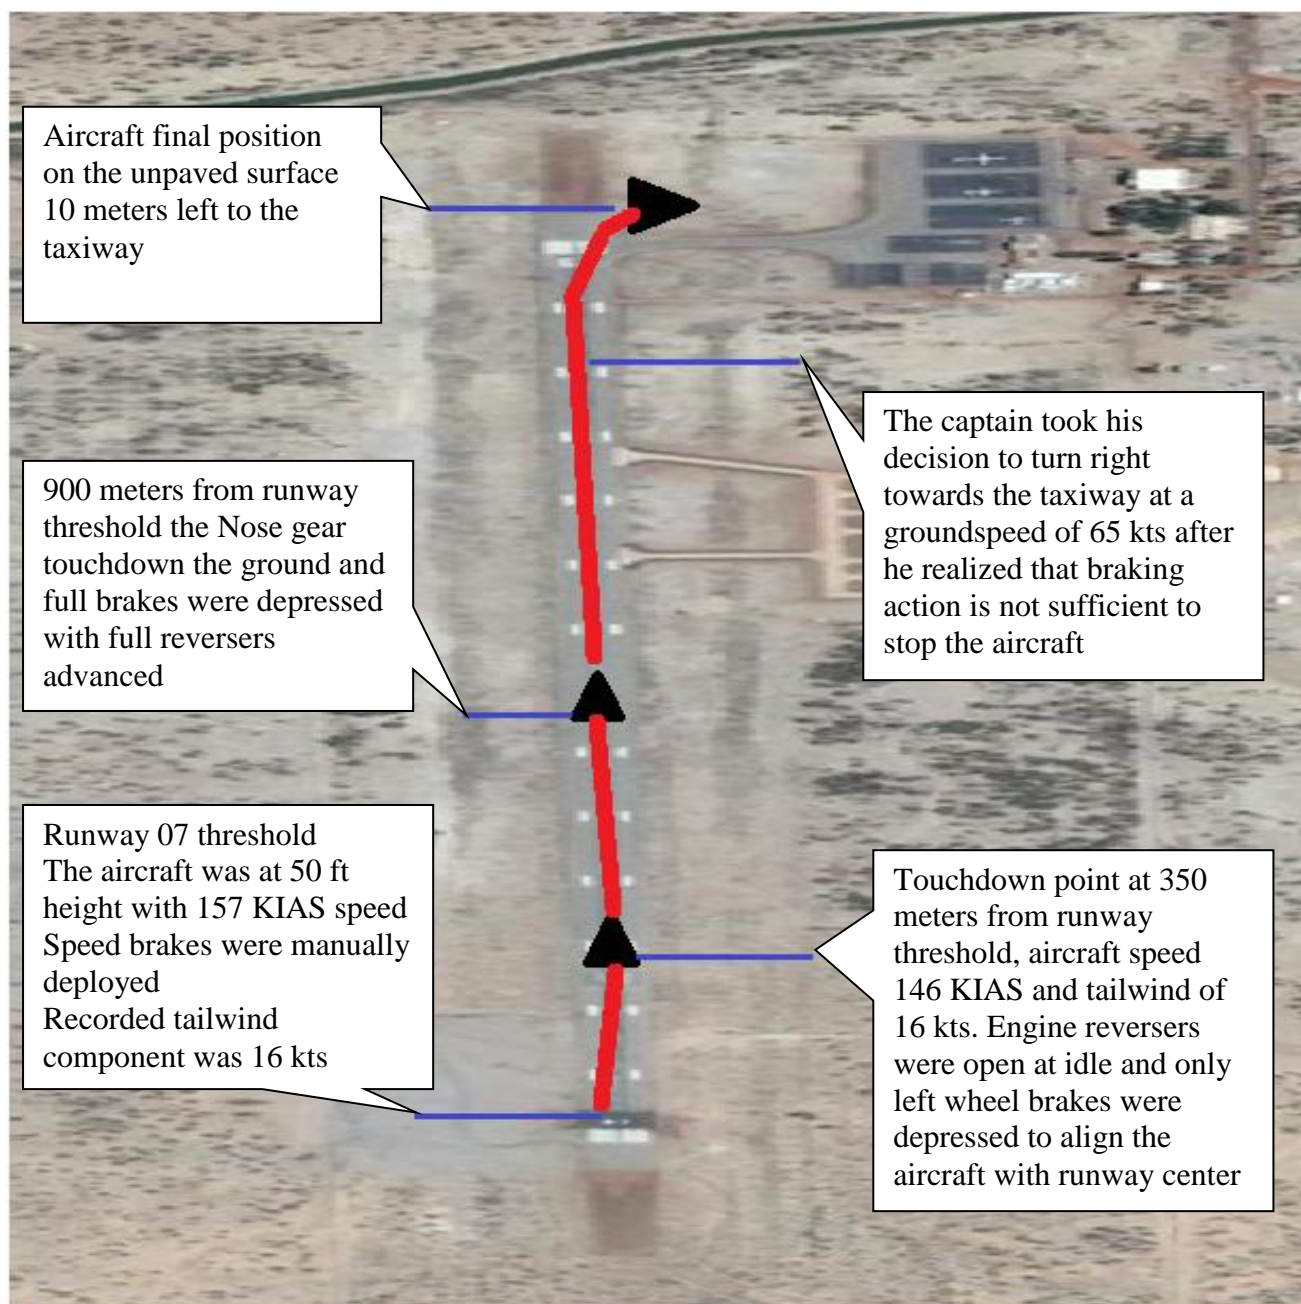 Aircraft final position
on the unpaved surface
10 meters left to the
taxiway
The captain took his
decision to turn right
towards the taxiway at a
groundspeed of 65 kts after
he realized that braking
action is not sufficient to
stop the aircraft
900 meters from runway
threshold the Nose gear
touchdown the ground and
full brakes were depressed
with full reversers
advanced
Runway 07 threshold
The aircraft was at 50 ft
height with 157 KIAS speed
Speed brakes were manually
deployed
Recorded tailwind
component was 16 kts
Touchdown point at 350
meters from runway
threshold, aircraft speed
146 KIAS and tailwind of
16 kts. Engine reversers
were open at idle and only
left wheel brakes were
depressed to align the
aircraft with runway center